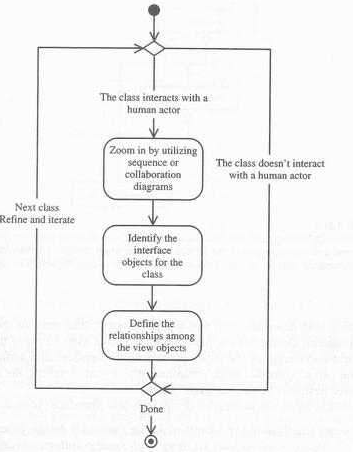 The class interacts with a
human actor
Zoom in by utilizing
sequence or
collaboration
diagrams
The class doesn't interact
with a human actor
Next class
Refine and iterate
Identify the
interface
objects for the
class
Define the
relationships among
the view objects
Done